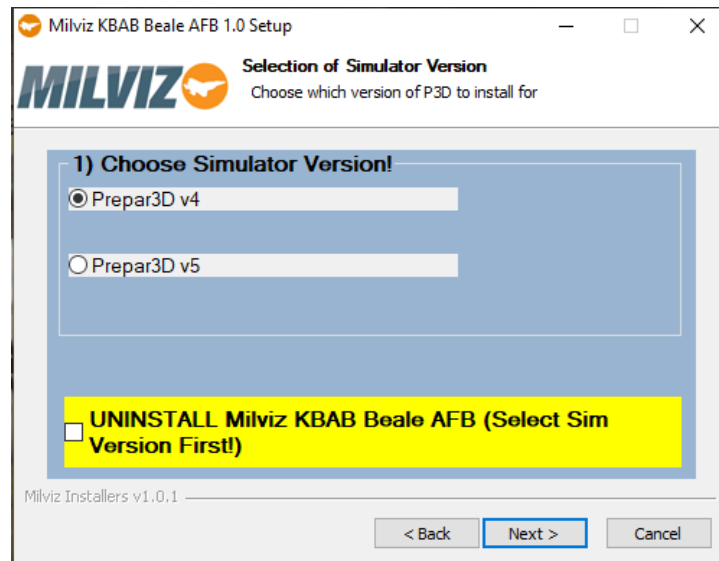 Milviz KBAB Beale AFB 1.0 Setup
MILVIZ
Selection of Simulator Version
Choose which version of P3D to install for
1) Choose Simulator Version!
Prepar3D v4
Prepar3D v5
UNINSTALL Milviz KBAB Beale AFB (Select Sim
Version First!)
Milviz Installers v1.0.1
< Back
Next >
Cancel